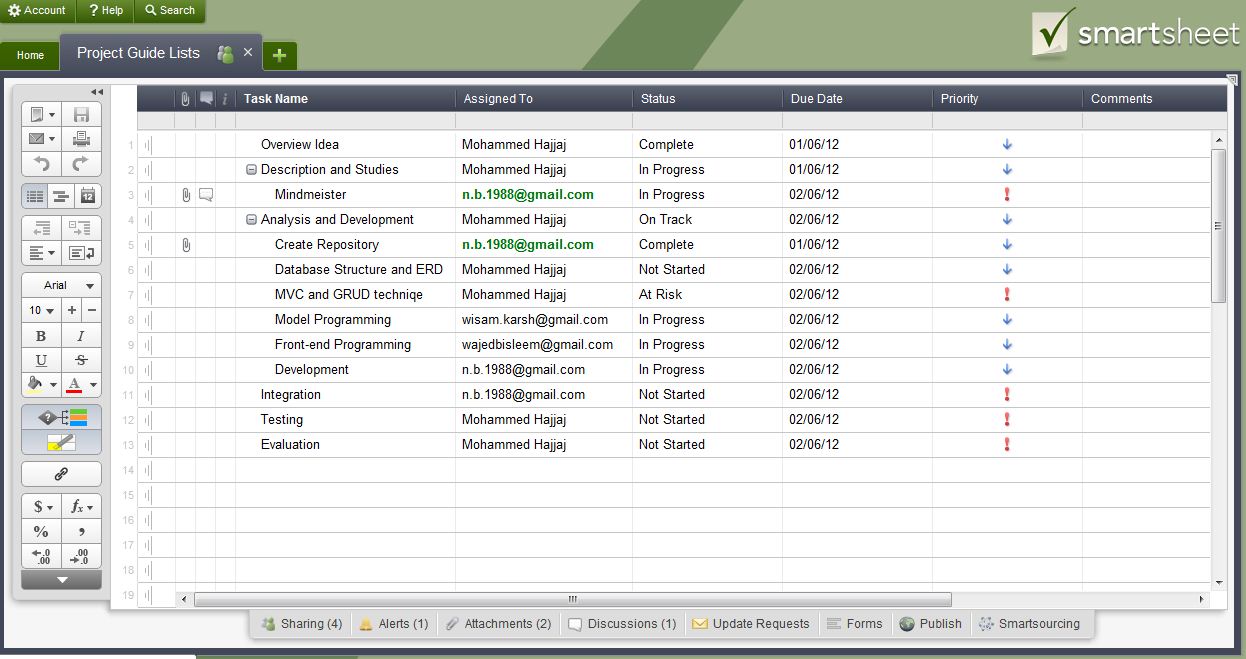 Account ? Help Search
smartsheet
Home Project Guide Lists × +
i Task Name Assigned To Status Due Date Priority Comments
1 Overview Idea Mohammed Hajjaj Complete 01/06/12
2 Description and Studies Mohammed Hajjaj In Progress 01/06/12
3 Mindmeister n.b.1988@gmail.com In Progress 02/06/12
4 Analysis and Development Mohammed Hajjaj On Track 02/06/12
5 Create Repository n.b.1988@gmail.com Complete 01/06/12
6 Database Structure and ERD Mohammed Hajjaj Not Started 02/06/12
7 MVC and GRUD techniqe Mohammed Hajjaj At Risk 02/06/12
8 Model Programming wisam.karsh@gmail.com In Progress 02/06/12
9 Front-end Programming wajedbisleem@gmail.com In Progress 02/06/12
10 Development n.b.1988@gmail.com In Progress 02/06/12
11 Integration n.b.1988@gmail.com Not Started 02/06/12
12 Testing Mohammed Hajjaj Not Started 02/06/12
13 Evaluation Mohammed Hajjaj Not Started 02/06/12
14
15
16
17
18
19
12
Arial
10 + −
B I
U S
A
$ fx
% ,
.0 .00
.00 .0
Sharing (4) Alerts (1) Attachments (2) Discussions (1) Update Requests Forms Publish Smartsourcing